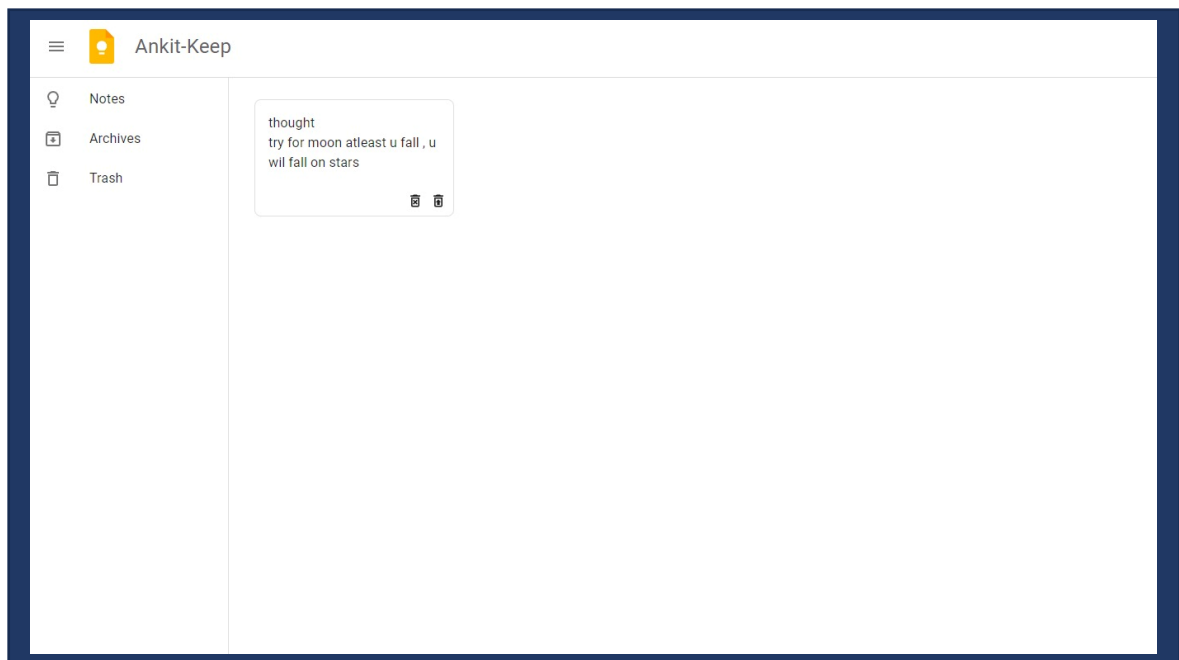 Ankit-Keep
Notes
Archives
Trash
thought
try for moon atleast u fall , u
wil fall on stars